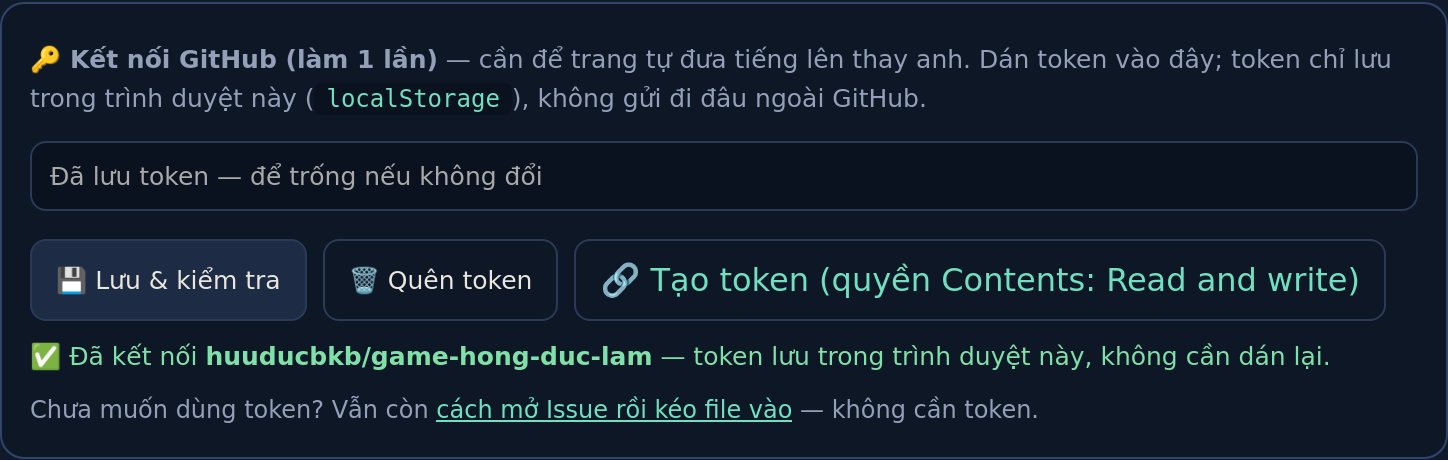 🔑 Kết nối GitHub (làm 1 lần) — cần để trang tự đưa tiếng lên thay anh. Dán token vào đây; token chỉ lưu
trong trình duyệt này ( localStorage ), không gửi đi đâu ngoài GitHub.
Đã lưu token — để trống nếu không đổi
💾 Lưu & kiểm tra 🗑️ Quên token 🔗 Tạo token (quyền Contents: Read and write)
✅ Đã kết nối huuducbkb/game-hong-duc-lam — token lưu trong trình duyệt này, không cần dán lại.
Chưa muốn dùng token? Vẫn còn cách mở Issue rồi kéo file vào — không cần token.